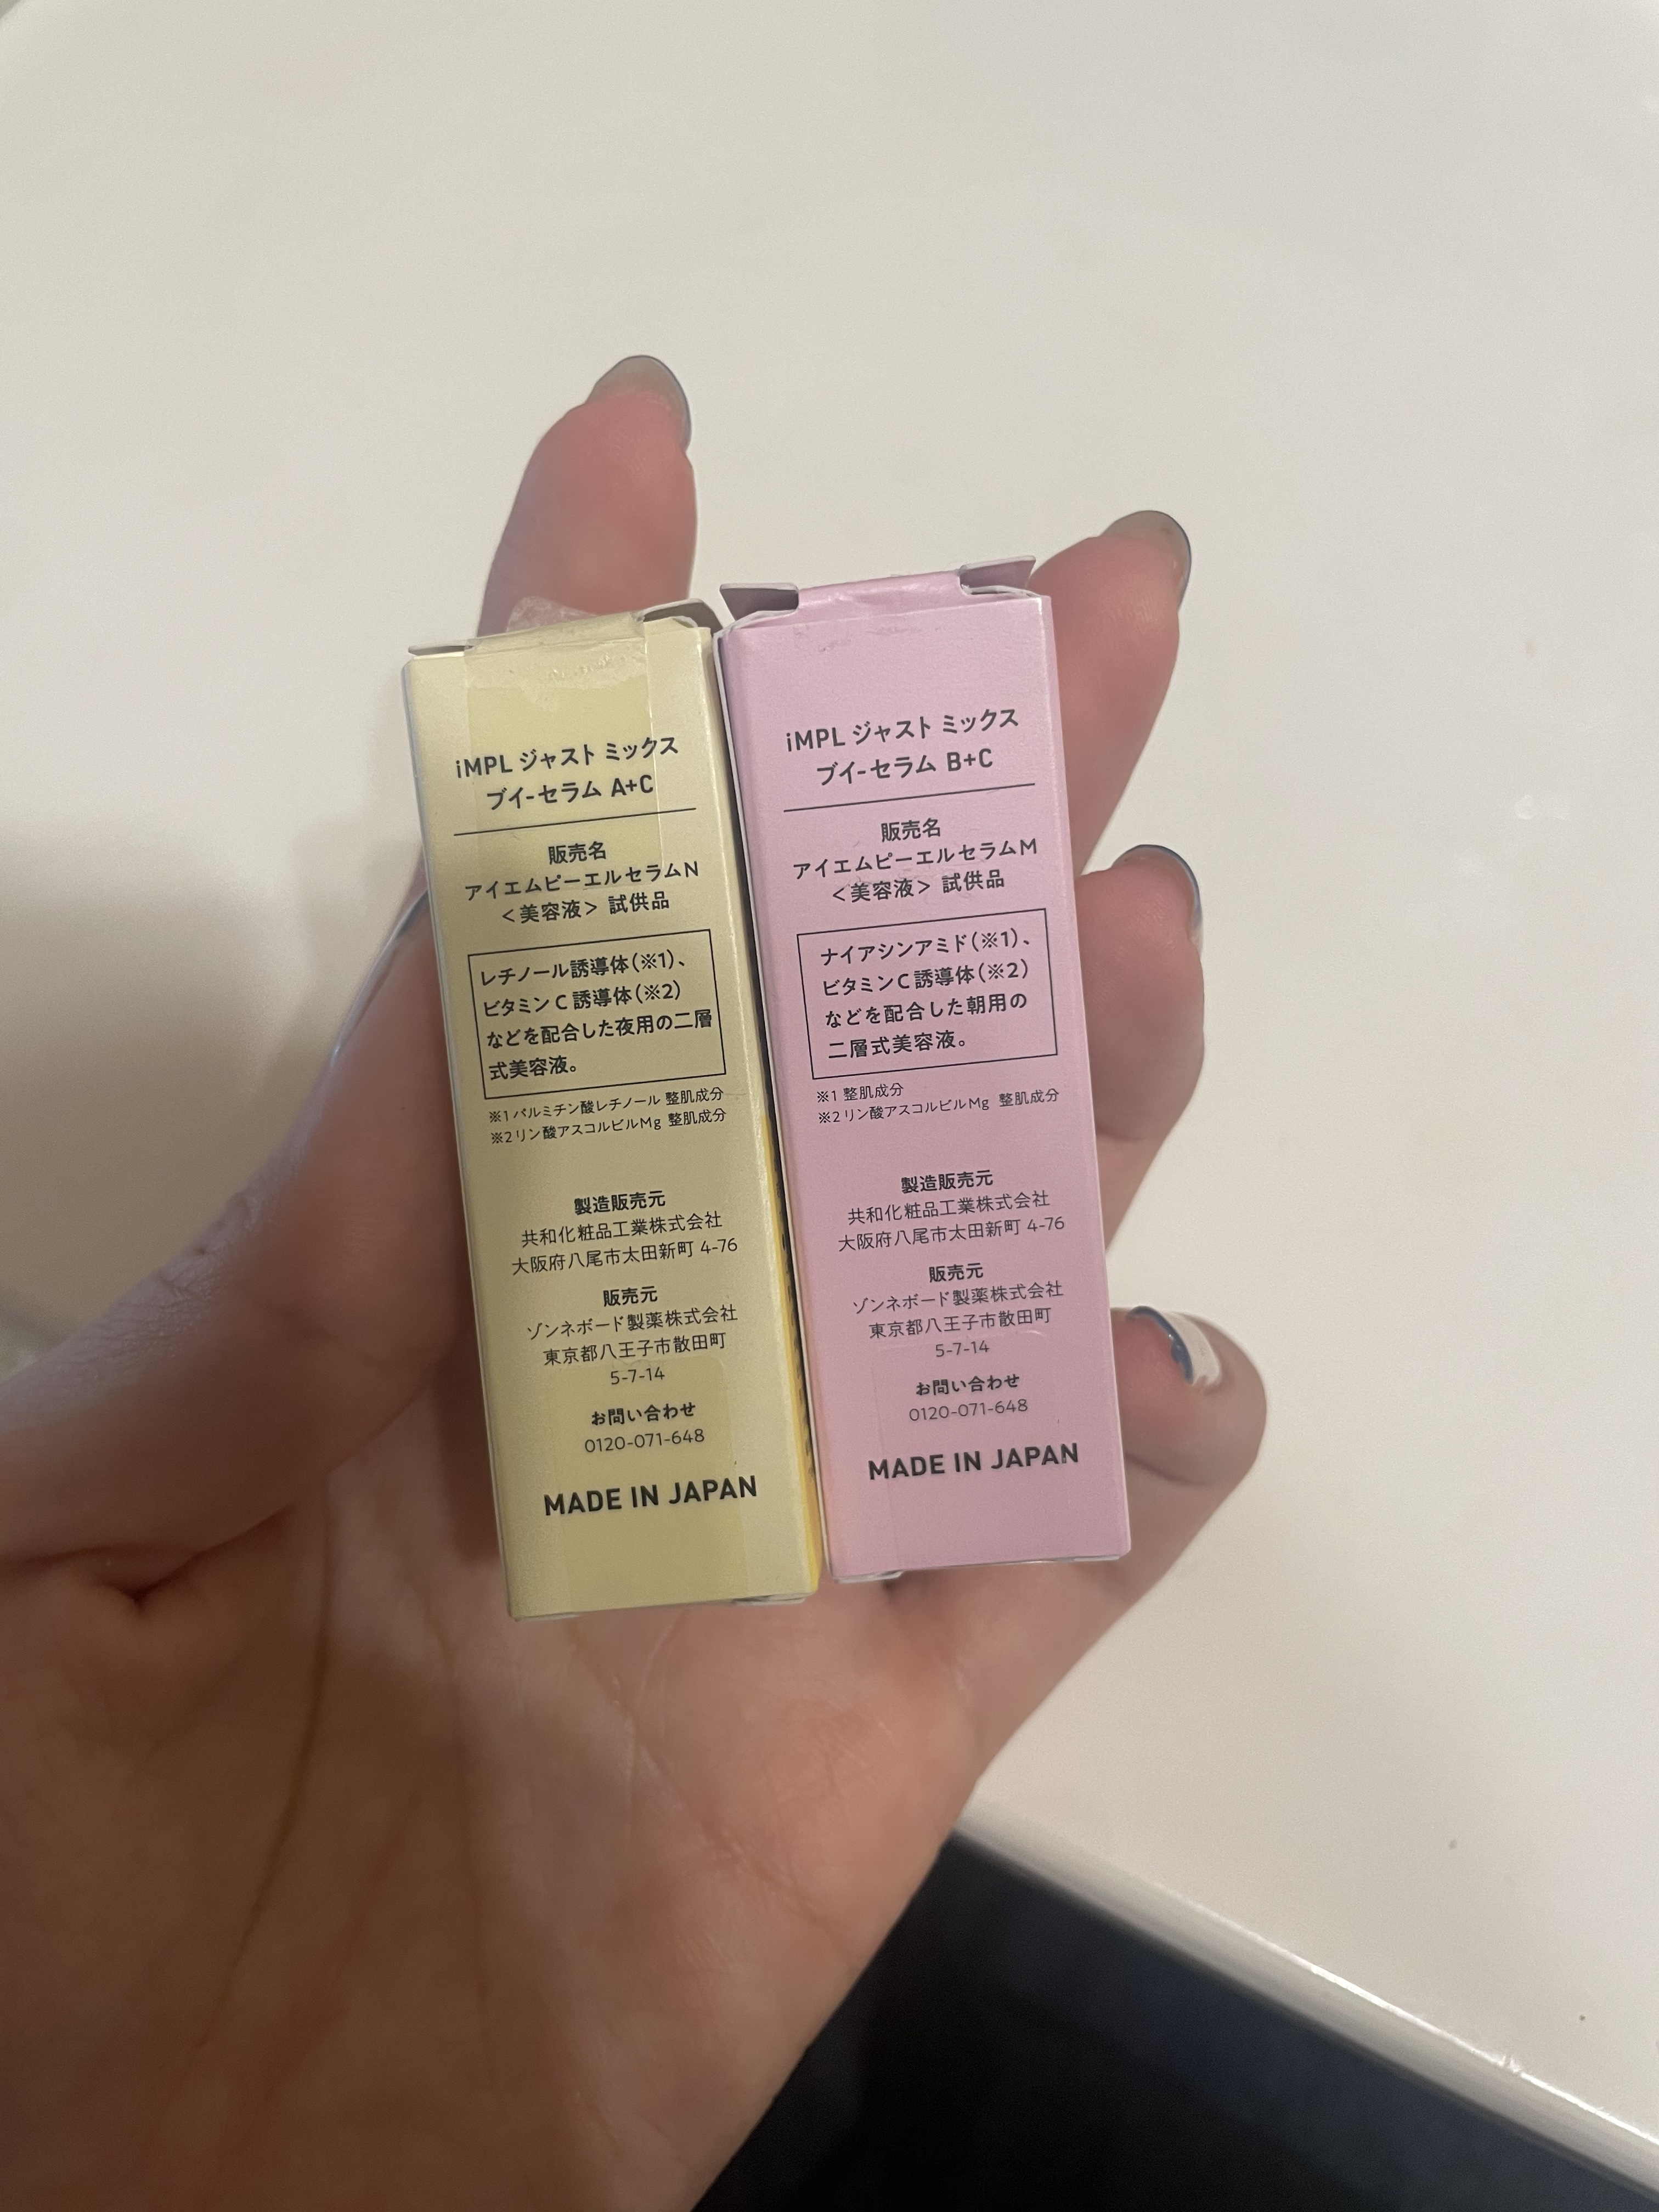 iMPL ジャスト ミックス
ブイ-セラム A+C
販売名
アイエムピーエルセラムN
＜美容液＞ 試供品
レチノール誘導体(※1)、
ビタミンC誘導体(※2)
などを配合した夜用の二層
式美容液。
※1 パルミチン酸レチノール 整肌成分
※2リン酸アスコルビルMg 整肌成分
製造販売元
共和化粧品工業株式会社
大阪府八尾市太田新町 4-76
販売元
ゾンネボード製薬株式会社
東京都八王子市散田町
5-7-14
お問い合わせ
0120-071-648
MADE IN JAPAN
iMPL ジャスト ミックス
ブイ-セラム B+C
販売名
アイエムピーエルセラムM
＜美容液＞ 試供品
ナイアシンアミド(※1)、
ビタミンC誘導体(※2)
などを配合した朝用の
二層式美容液。
※1 整肌成分
※2リン酸アスコルビルMg 整肌成分
製造販売元
共和化粧品工業株式会社
大阪府八尾市太田新町 4-76
販売元
ゾンネボード製薬株式会社
東京都八王子市散田町
5-7-14
お問い合わせ
0120-071-648
MADE IN JAPAN